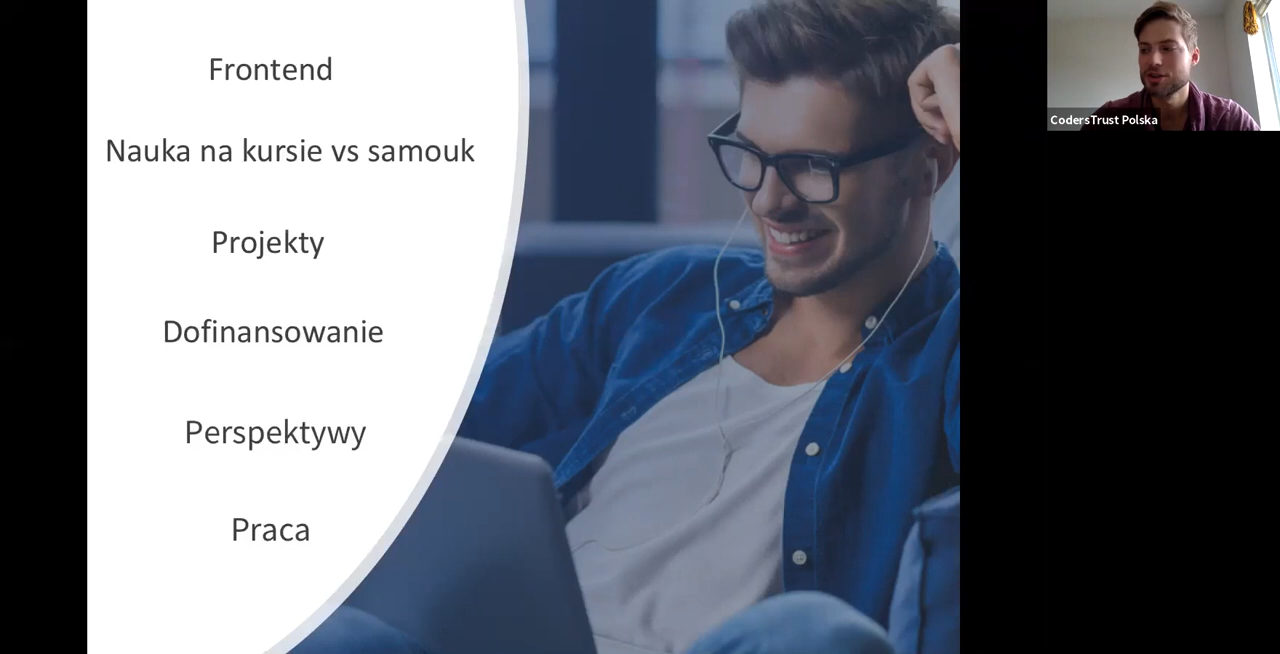 Frontend
Nauka na kursie vs samouk
Projekty
Dofinansowanie
Perspektywy
Praca
CodersTrust Polska